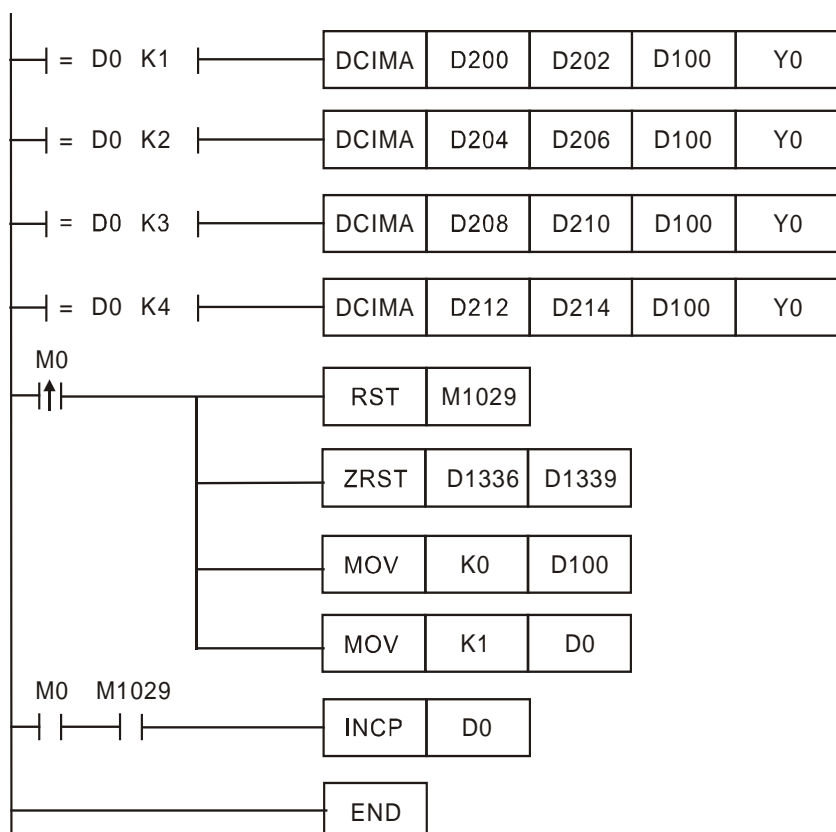 = D0 K1 DCIMA D200 D202 D100 Y0
= D0 K2 DCIMA D204 D206 D100 Y0
= D0 K3 DCIMA D208 D210 D100 Y0
= D0 K4 DCIMA D212 D214 D100 Y0
M0
RST M1029
ZRST D1336 D1339
MOV K0 D100
MOV K1 D0
M0 M1029
INCP D0
END